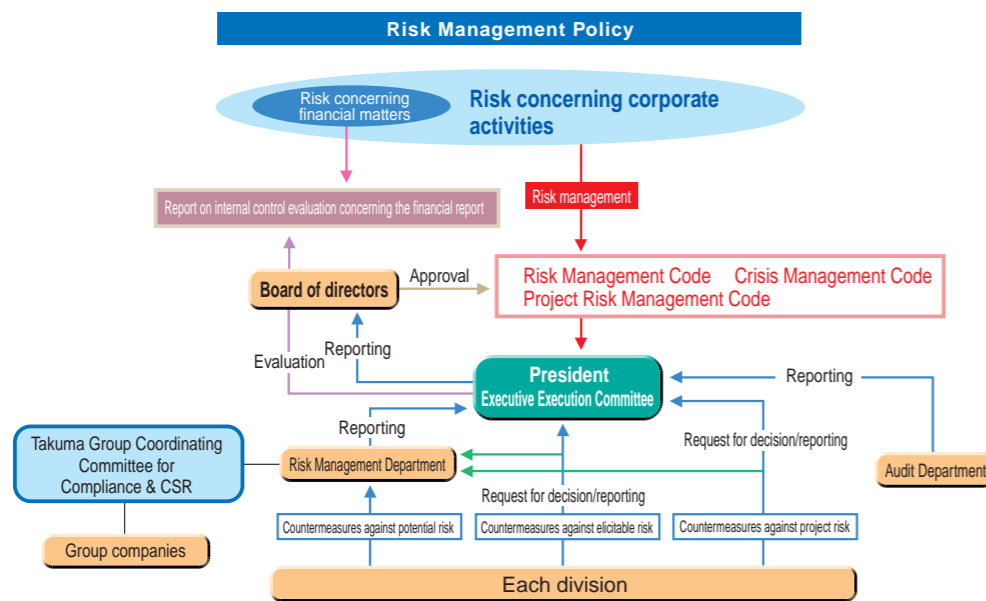 Risk Management Policy
Risk concerning
financial matters
Risk concerning corporate
activities
Risk management
Report on internal control evaluation concerning the financial report
Board of directors
Approval
Risk Management Code Crisis Management Code
Project Risk Management Code
Evaluation
Reporting
President
Executive Execution Committee
Reporting
Reporting
Request for decision/reporting
Takuma Group Coordinating
Committee for
Compliance & CSR
Risk Management Department
Audit Department
Request for decision/reporting
Countermeasures against potential risk
Countermeasures against elicitable risk
Countermeasures against project risk
Group companies
Each division